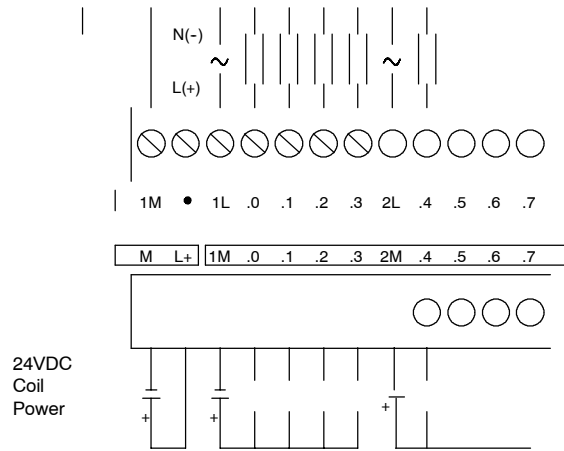 N(-)
L(+)
1M • 1L .0 .1 .2 .3 2L .4 .5 .6 .7
M L+ 1M .0 .1 .2 .3 2M .4 .5 .6 .7
24VDC
Coil
Power
+ + +